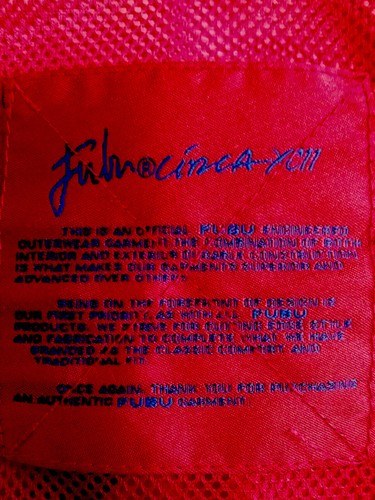 fubu® circa-YC11
THIS IS AN OFFICIAL FUBU ENGINEERED
OUTERWEAR GARMENT. THE COMBINATION OF BOTH
INTERIOR AND EXTERIOR DURABLE CONSTRUCTION
IS WHAT MAKES OUR GARMENTS SUPERIOR AND
ADVANCED OVER OTHERS.
BEING ON THE FOREFRONT OF DESIGN IS
OUR FIRST PRIORITY. AS WITH ALL FUBU
PRODUCTS, WE STRIVE FOR CUTTING EDGE STYLE
AND FABRICATION TO COMPLETE WHAT WE HAVE
BRANDED AS THE CLASSIC COMFORT AND
TRADITIONAL FIT.
ONCE AGAIN, THANK YOU FOR PURCHASING
AN AUTHENTIC FUBU GARMENT